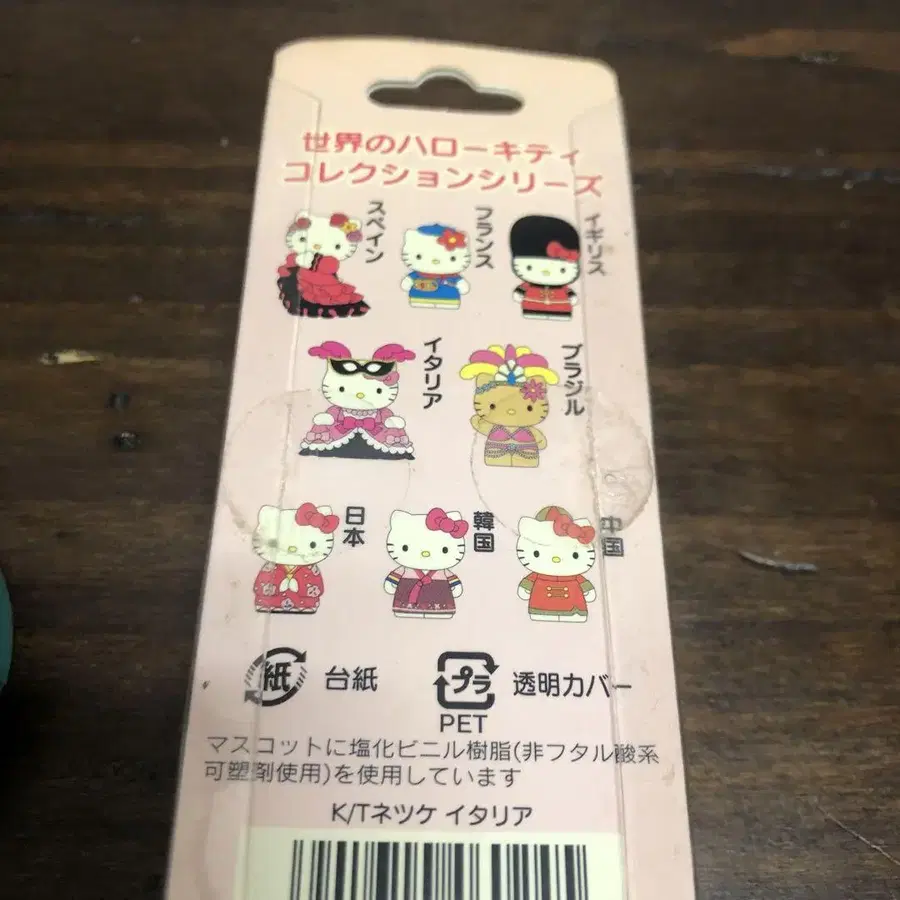 世界のハローキティ
コレクションシリーズ
スペイン
フランス
イギリス
イタリア
ブラジル
日本
韓国
中国
紙 台紙
プラ 透明カバー
PET
マスコットに塩化ビニル樹脂(非フタル酸系
可塑剤使用)を使用しています
K/Tネツケ イタリア